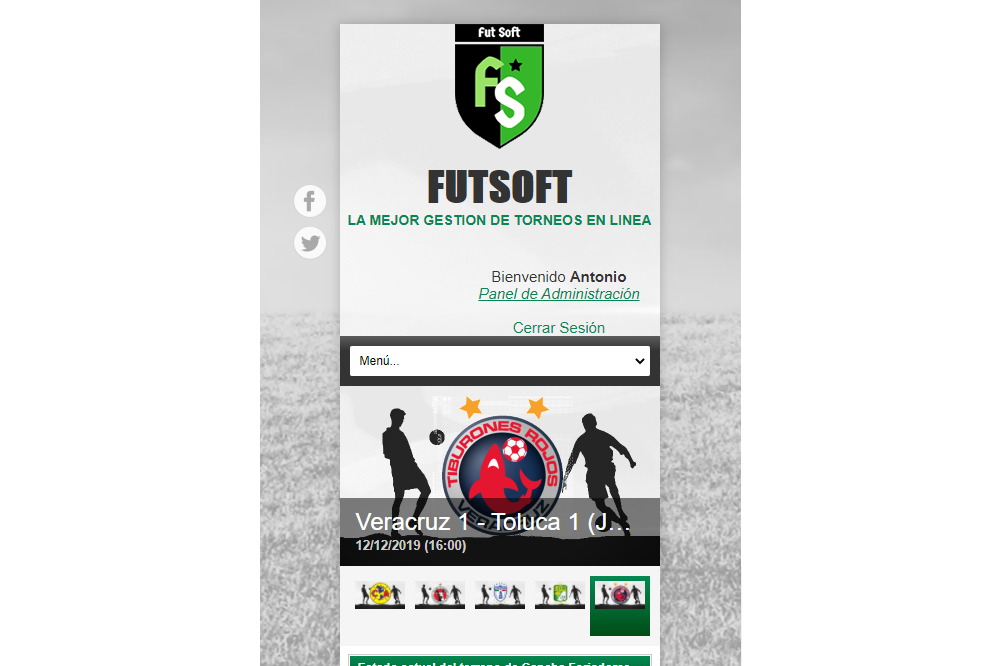 Fut Soft
FS
FUTSOFT
LA MEJOR GESTION DE TORNEOS EN LINEA
Bienvenido Antonio
Panel de Administración
Cerrar Sesión
Menú...
TIBURONES ROJOS
VERACRUZ
Veracruz 1 - Toluca 1 (J...
12/12/2019 (16:00)